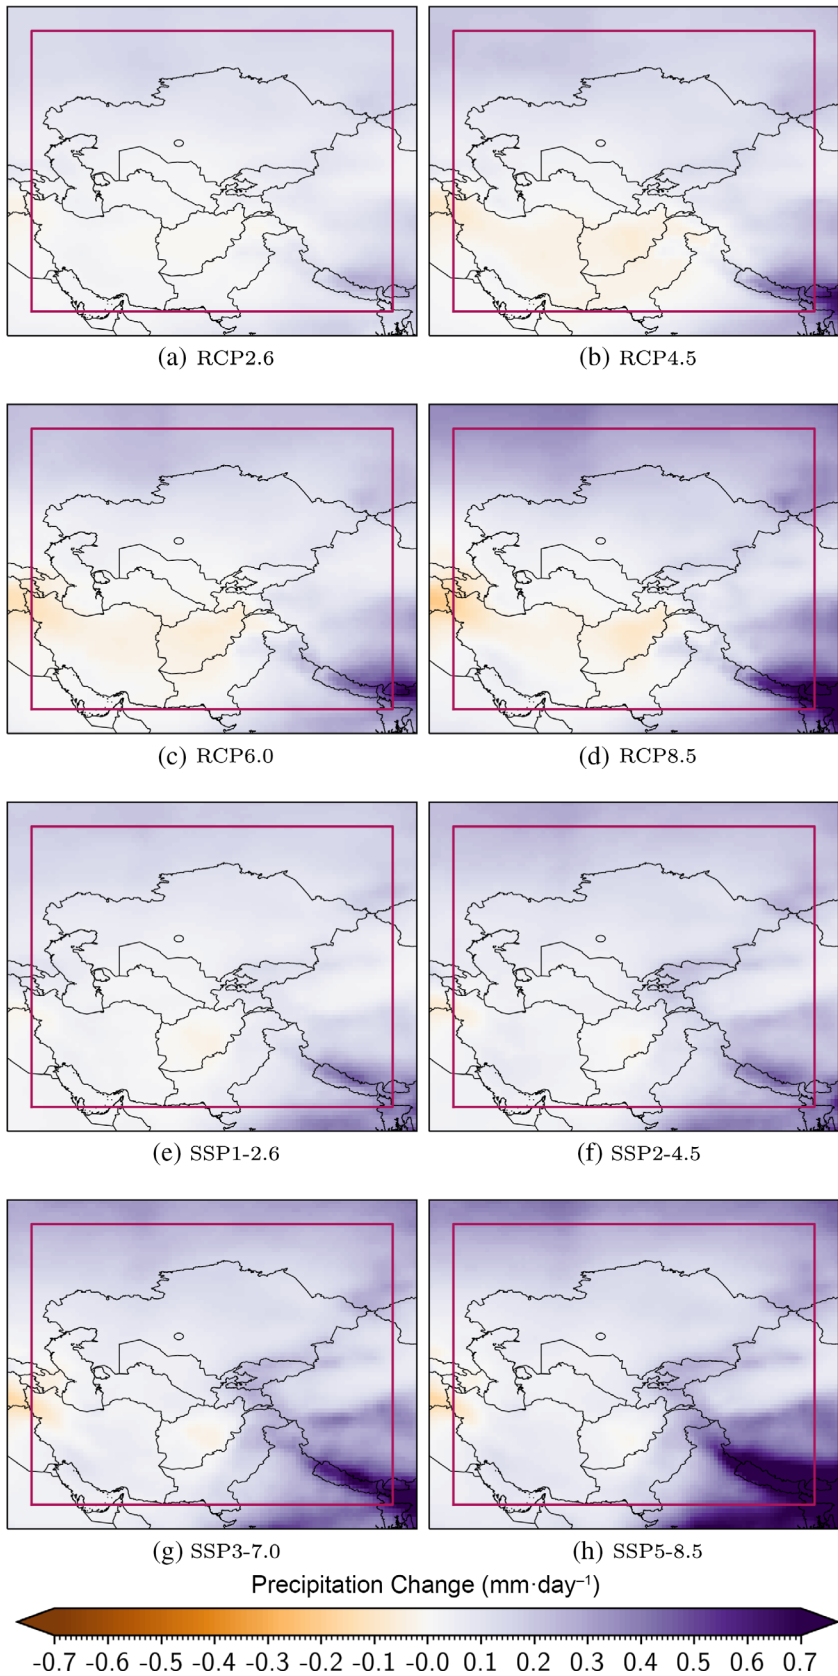 (a) RCP2.6
(b) RCP4.5
(c) RCP6.0
(d) RCP8.5
(e) SSP1-2.6
(f) SSP2-4.5
(g) SSP3-7.0
(h) SSP5-8.5
Precipitation Change (mm·day⁻¹)
-0.7 -0.6 -0.5 -0.4 -0.3 -0.2 -0.1 -0.0 0.1 0.2 0.3 0.4 0.5 0.6 0.7